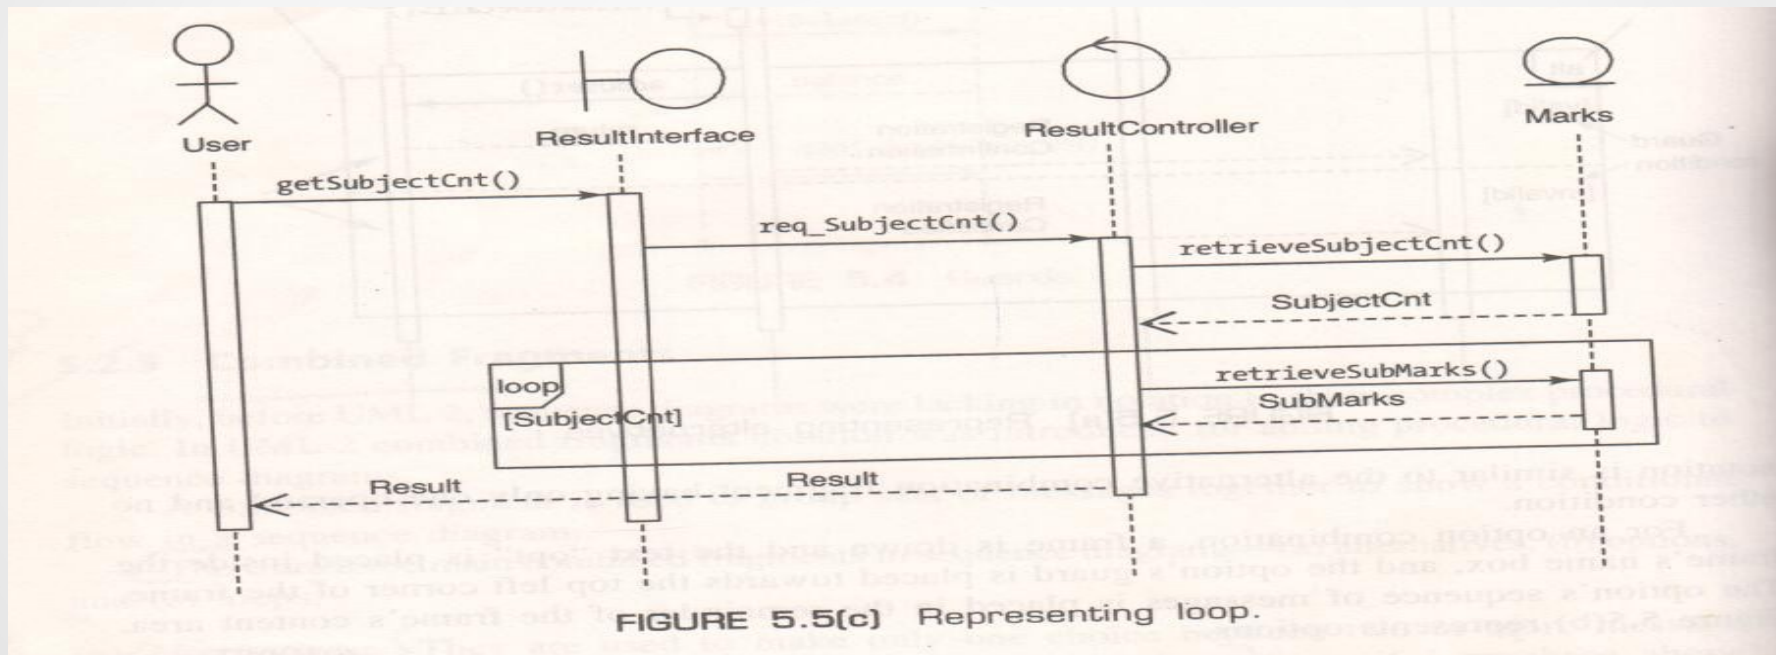 User
ResultInterface
ResultController
Marks
getSubjectCnt()
req_SubjectCnt()
retrieveSubjectCnt()
SubjectCnt
loop
[SubjectCnt]
retrieveSubMarks()
SubMarks
Result
Result
FIGURE 5.5(c) Representing loop.